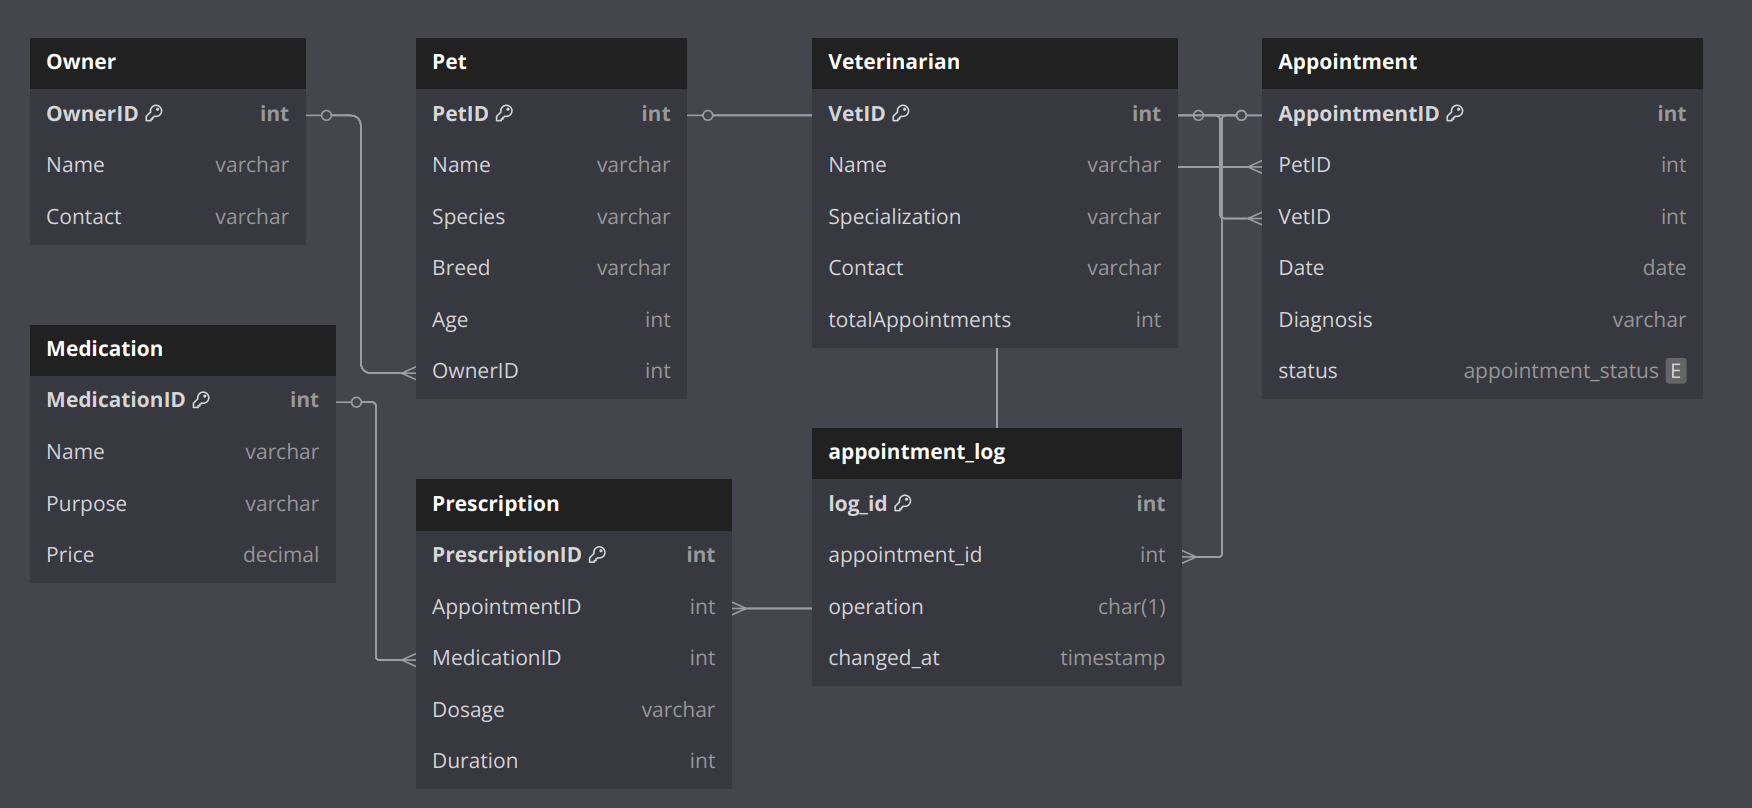 Owner
OwnerID int
Name varchar
Contact varchar
Medication
MedicationID int
Name varchar
Purpose varchar
Price decimal
Pet
PetID int
Name varchar
Species varchar
Breed varchar
Age int
OwnerID int
Prescription
PrescriptionID int
AppointmentID int
MedicationID int
Dosage varchar
Duration int
Veterinarian
VetID int
Name varchar
Specialization varchar
Contact varchar
totalAppointments int
appointment_log
log_id int
appointment_id int
operation char(1)
changed_at timestamp
Appointment
AppointmentID int
PetID int
VetID int
Date date
Diagnosis varchar
status appointment_status E